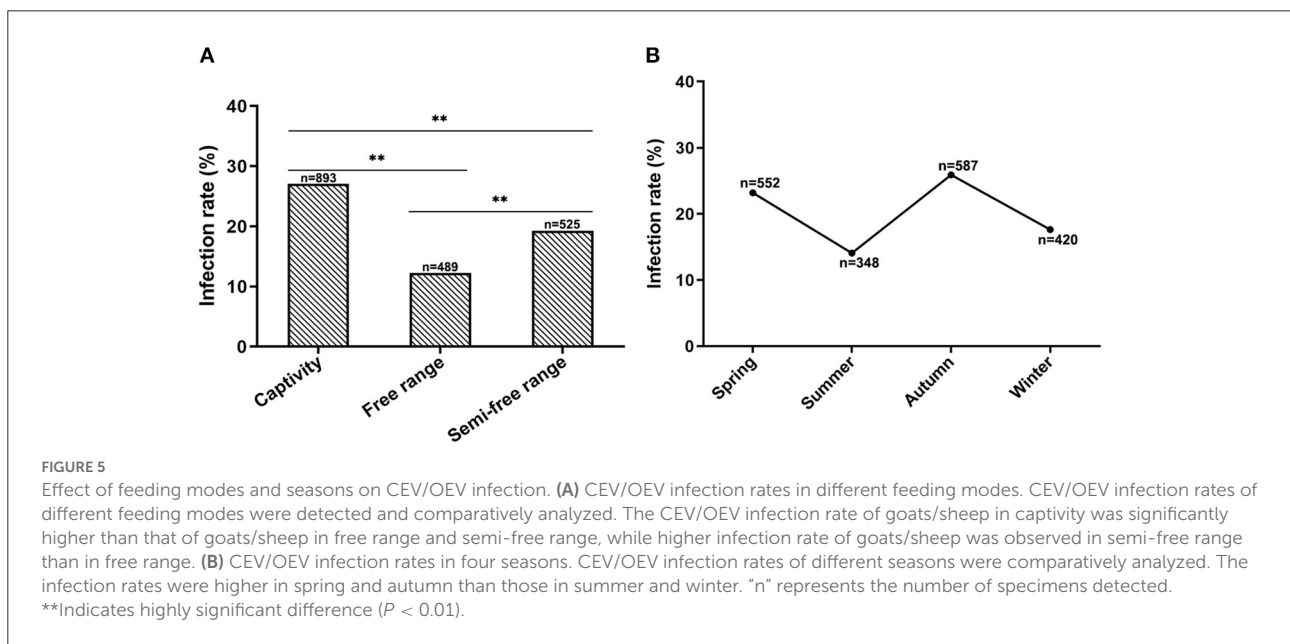 A
B
40
30
20
10
0
Infection rate (%)
**
**
**
n=893
n=489
n=525
Captivity
Free range
Semi-free range
40
30
20
10
0
Infection rate (%)
n=552
n=348
n=587
n=420
Spring
Summer
Autumn
Winter
FIGURE 5
Effect of feeding modes and seasons on CEV/OEV infection. (A) CEV/OEV infection rates in different feeding modes. CEV/OEV infection rates of
different feeding modes were detected and comparatively analyzed. The CEV/OEV infection rate of goats/sheep in captivity was significantly
higher than that of goats/sheep in free range and semi-free range, while higher infection rate of goats/sheep was observed in semi-free range
than in free range. (B) CEV/OEV infection rates in four seasons. CEV/OEV infection rates of different seasons were comparatively analyzed. The
infection rates were higher in spring and autumn than those in summer and winter. “n” represents the number of specimens detected.
**Indicates highly significant difference (P < 0.01).